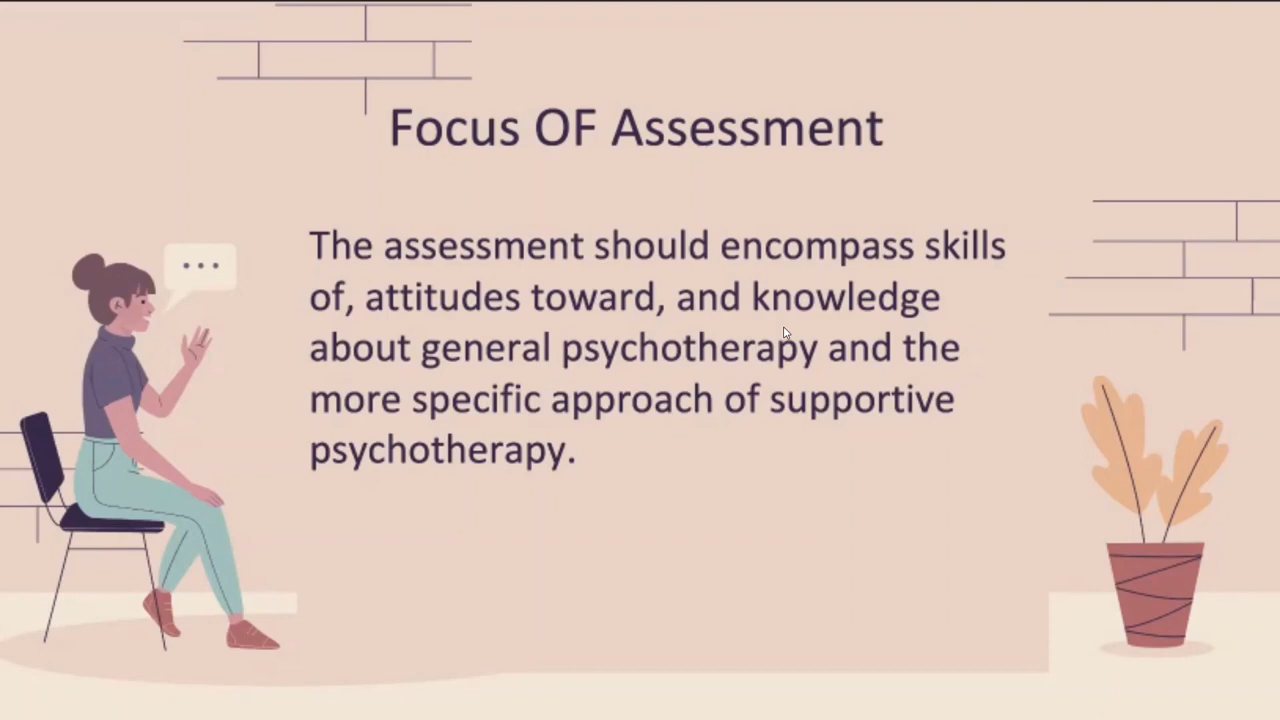 Focus OF Assessment
The assessment should encompass skills
of, attitudes toward, and knowledge
about general psychotherapy and the
more specific approach of supportive
psychotherapy.